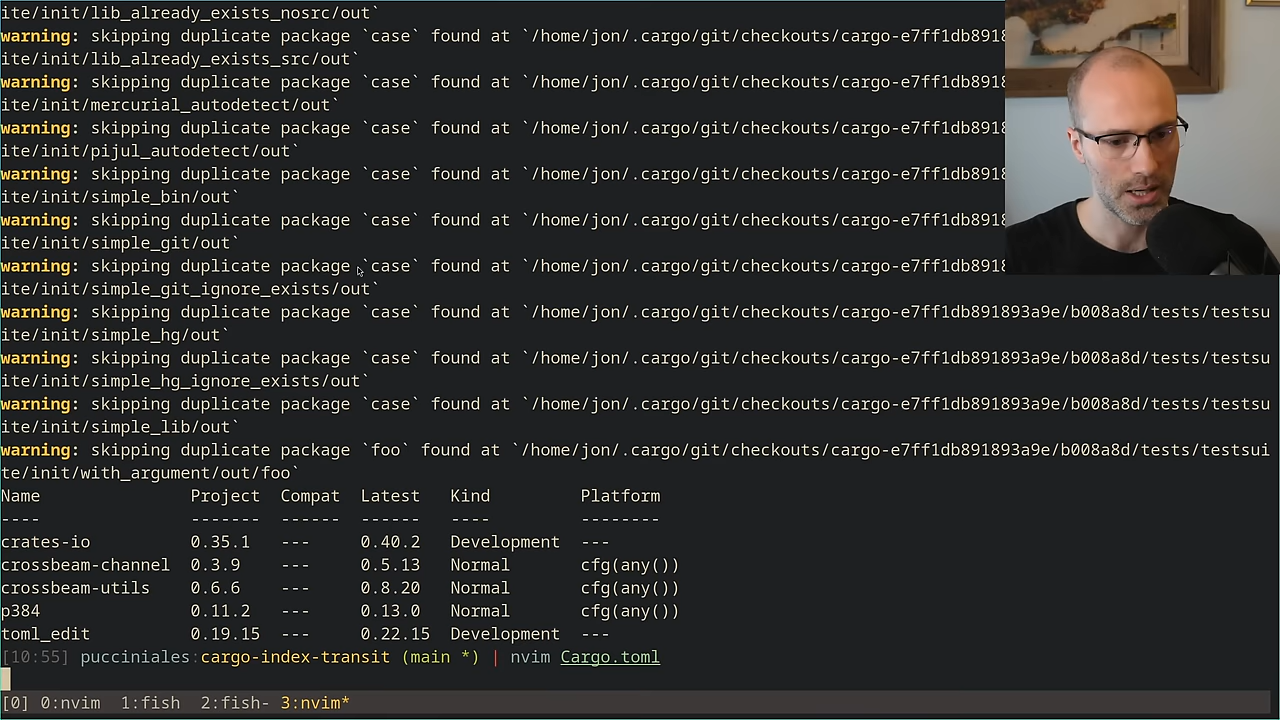 ite/init/lib_already_exists_nosrc/out`
warning: skipping duplicate package `case` found at `/home/jon/.cargo/git/checkouts/cargo-e7ff1db8918
ite/init/lib_already_exists_src/out`
warning: skipping duplicate package `case` found at `/home/jon/.cargo/git/checkouts/cargo-e7ff1db8918
ite/init/mercurial_autodetect/out`
warning: skipping duplicate package `case` found at `/home/jon/.cargo/git/checkouts/cargo-e7ff1db8918
ite/init/pijul_autodetect/out`
warning: skipping duplicate package `case` found at `/home/jon/.cargo/git/checkouts/cargo-e7ff1db8918
ite/init/simple_bin/out`
warning: skipping duplicate package `case` found at `/home/jon/.cargo/git/checkouts/cargo-e7ff1db8918
ite/init/simple_git/out`
warning: skipping duplicate package `case` found at `/home/jon/.cargo/git/checkouts/cargo-e7ff1db8918
ite/init/simple_git_ignore_exists/out`
warning: skipping duplicate package `case` found at `/home/jon/.cargo/git/checkouts/cargo-e7ff1db891893a9e/b008a8d/tests/testsu
ite/init/simple_hg/out`
warning: skipping duplicate package `case` found at `/home/jon/.cargo/git/checkouts/cargo-e7ff1db891893a9e/b008a8d/tests/testsu
ite/init/simple_hg_ignore_exists/out`
warning: skipping duplicate package `case` found at `/home/jon/.cargo/git/checkouts/cargo-e7ff1db891893a9e/b008a8d/tests/testsu
ite/init/simple_lib/out`
warning: skipping duplicate package `foo` found at `/home/jon/.cargo/git/checkouts/cargo-e7ff1db891893a9e/b008a8d/tests/testsui
te/init/with_argument/out/foo`
Name               Project  Compat  Latest   Kind         Platform
----               -------  ------  ------   ----         --------
crates-io          0.35.1   ---     0.40.2   Development  ---
crossbeam-channel  0.3.9    ---     0.5.13   Normal       cfg(any())
crossbeam-utils    0.6.6    ---     0.8.20   Normal       cfg(any())
p384               0.11.2   ---     0.13.0   Normal       cfg(any())
toml_edit          0.19.15  ---     0.22.15  Development  ---
[10:55] pucciniales:cargo-index-transit (main *) | nvim Cargo.toml
[0] 0:nvim  1:fish  2:fish- 3:nvim*